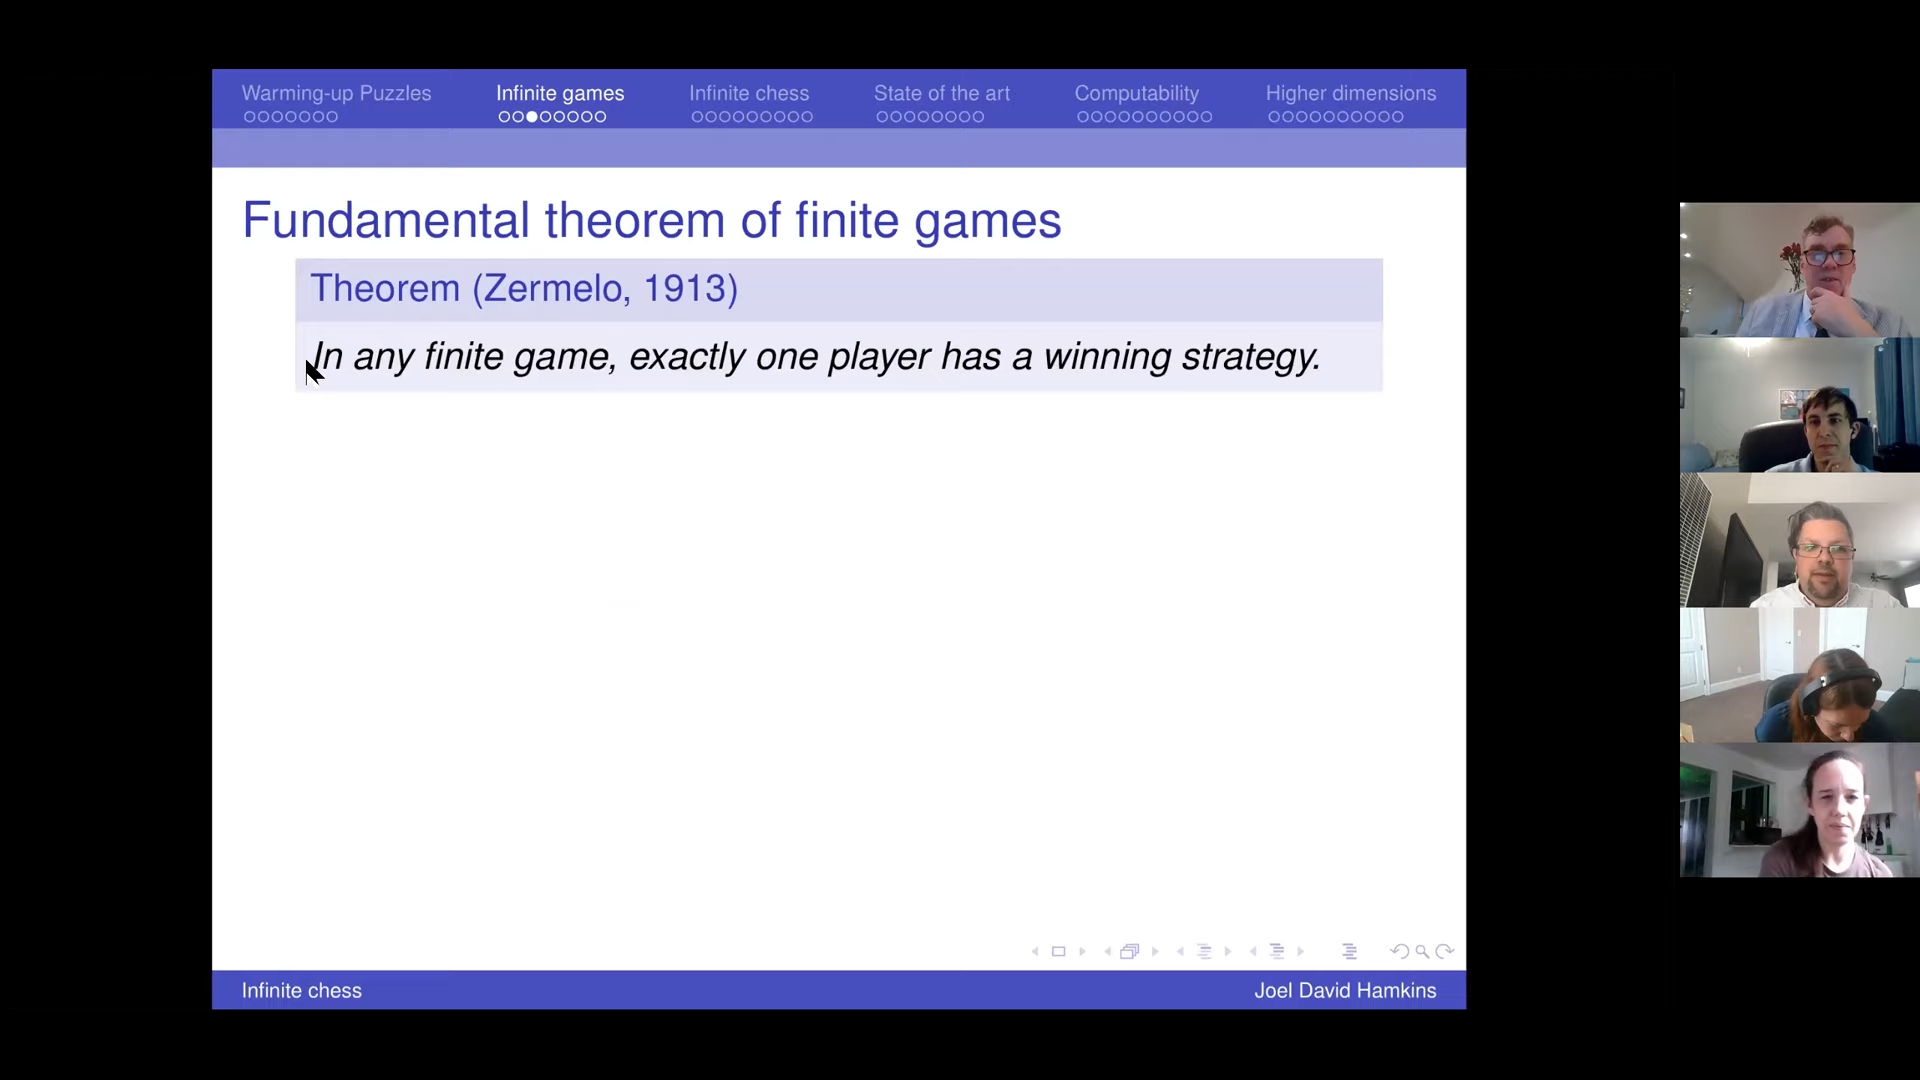 Warming-up Puzzles
Infinite games
Infinite chess
State of the art
Computability
Higher dimensions
Fundamental theorem of finite games
Theorem (Zermelo, 1913)
In any finite game, exactly one player has a winning strategy.
Infinite chess
Joel David Hamkins